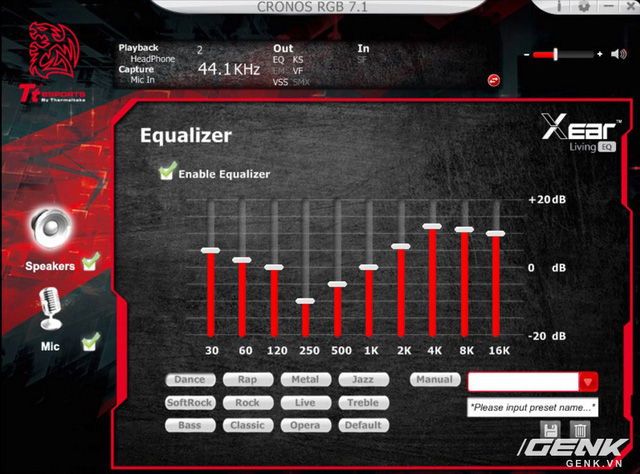 CRONOS RGB 7.1
Playback 2 Out In
HeadPhone EQ KS SF
Capture 44.1KHz EM VF
Mic In VSS SMX
- +
Tt ESPORTS
By Thermaltake
Equalizer
Xear™
Living EQ
Enable Equalizer
+20 dB
0 dB
-20 dB
Speakers
Mic
30 60 120 250 500 1K 2K 4K 8K 16K
Dance Rap Metal Jazz Manual
SoftRock Rock Live Treble
*Please input preset name...*
Bass Classic Opera Default
GENK
GENK.VN